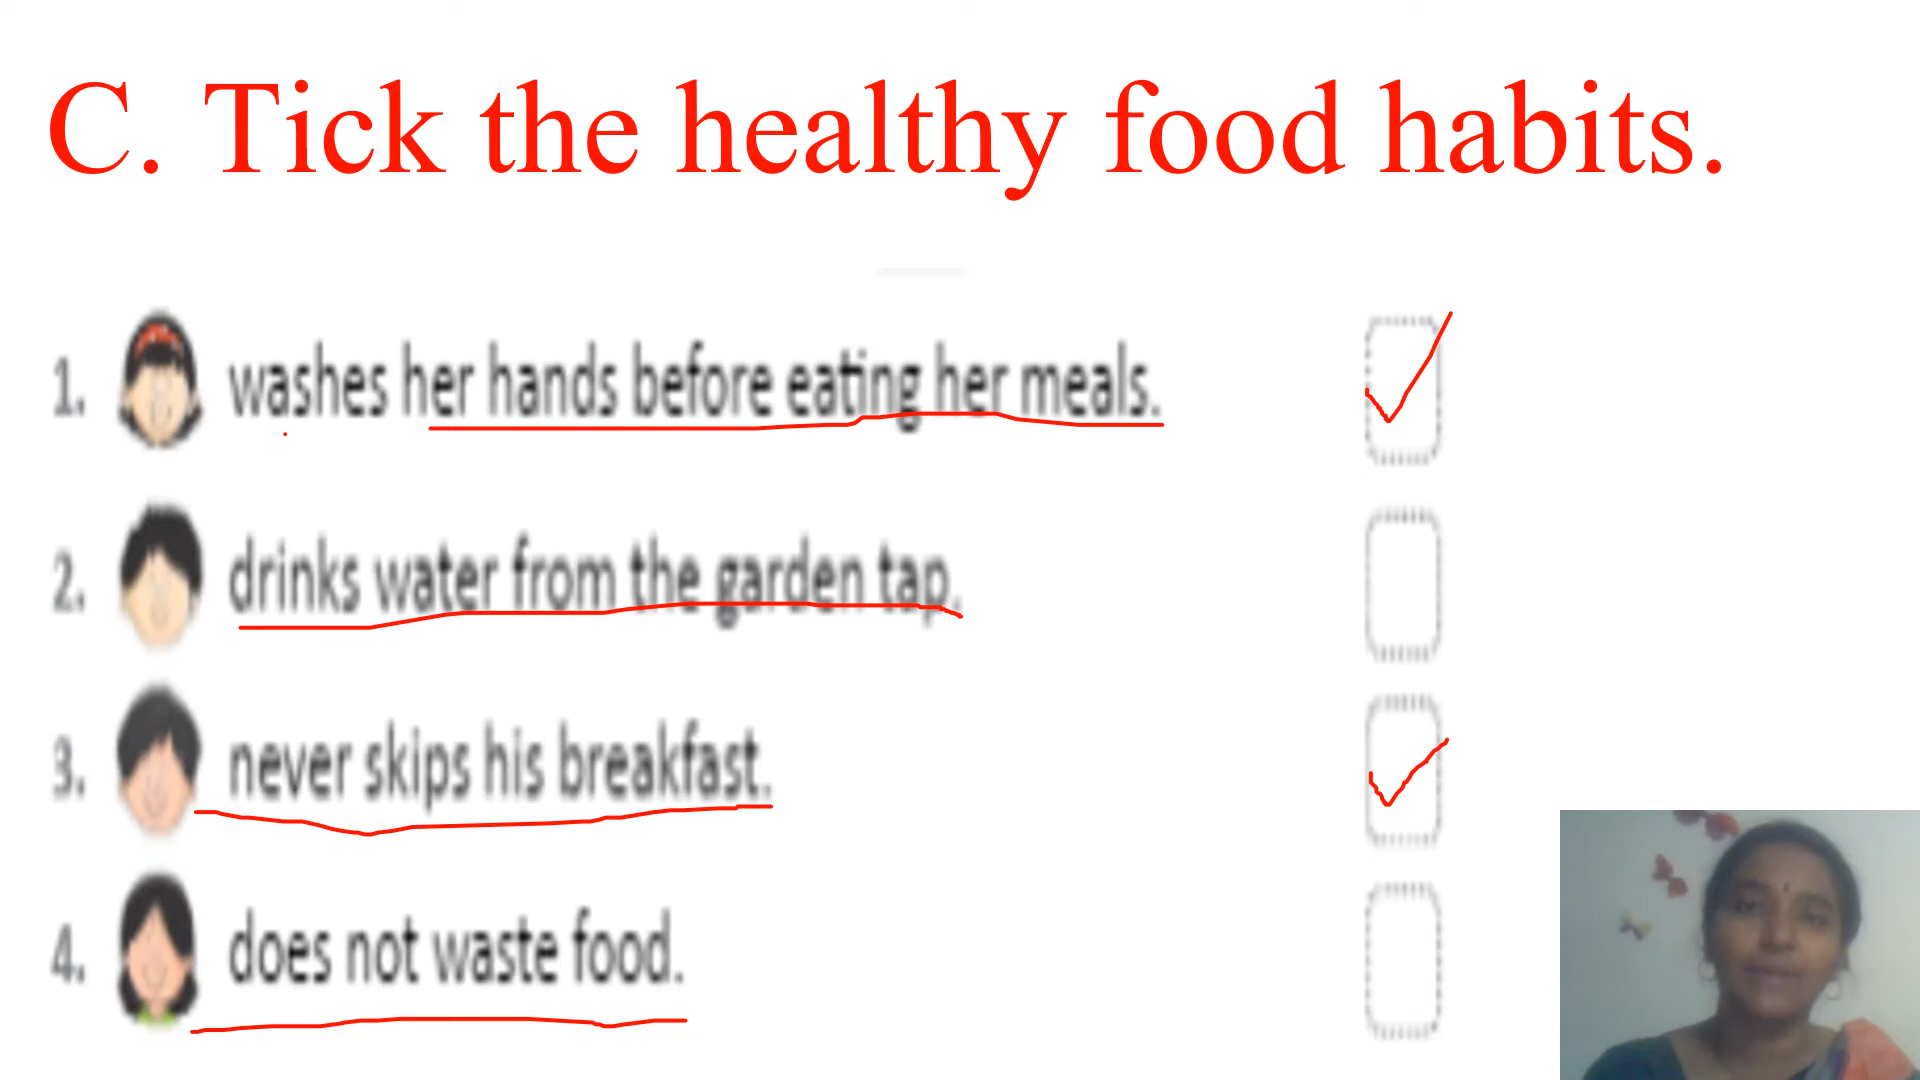 C. Tick the healthy food habits.
1. washes her hands before eating her meals.
2. drinks water from the garden tap.
3. never skips his breakfast.
4. does not waste food.